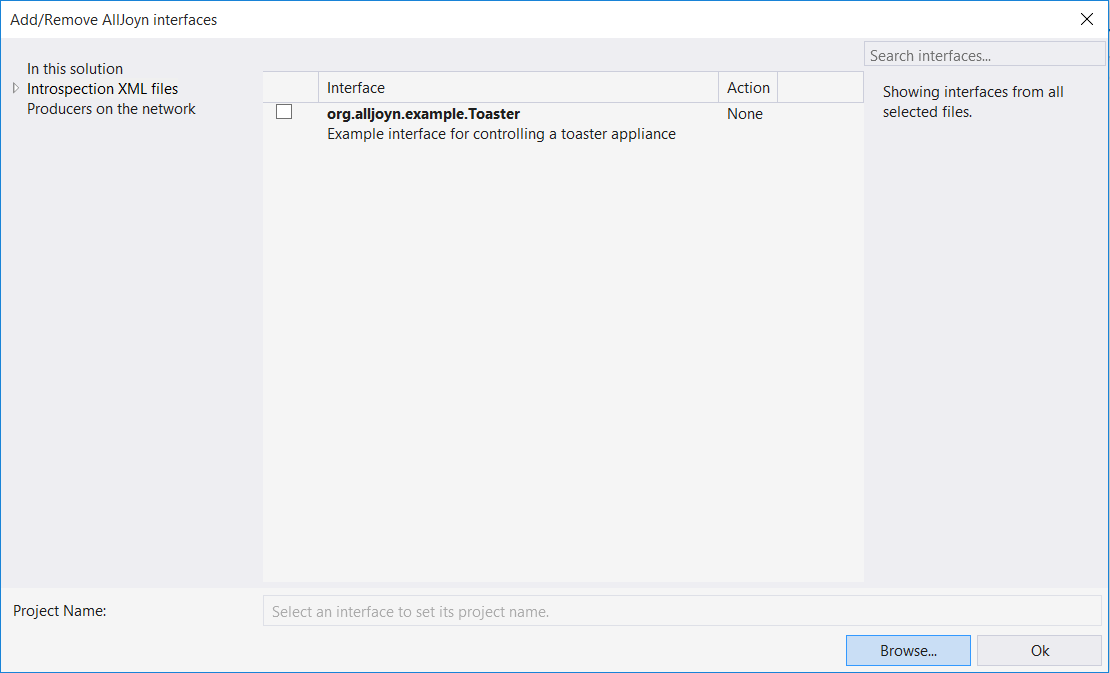 Add/Remove AllJoyn interfaces
Search interfaces...
In this solution
Introspection XML files
Producers on the network
Interface Action
org.alljoyn.example.Toaster None
Example interface for controlling a toaster appliance
Showing interfaces from all
selected files.
Project Name: Select an interface to set its project name.
Browse... Ok